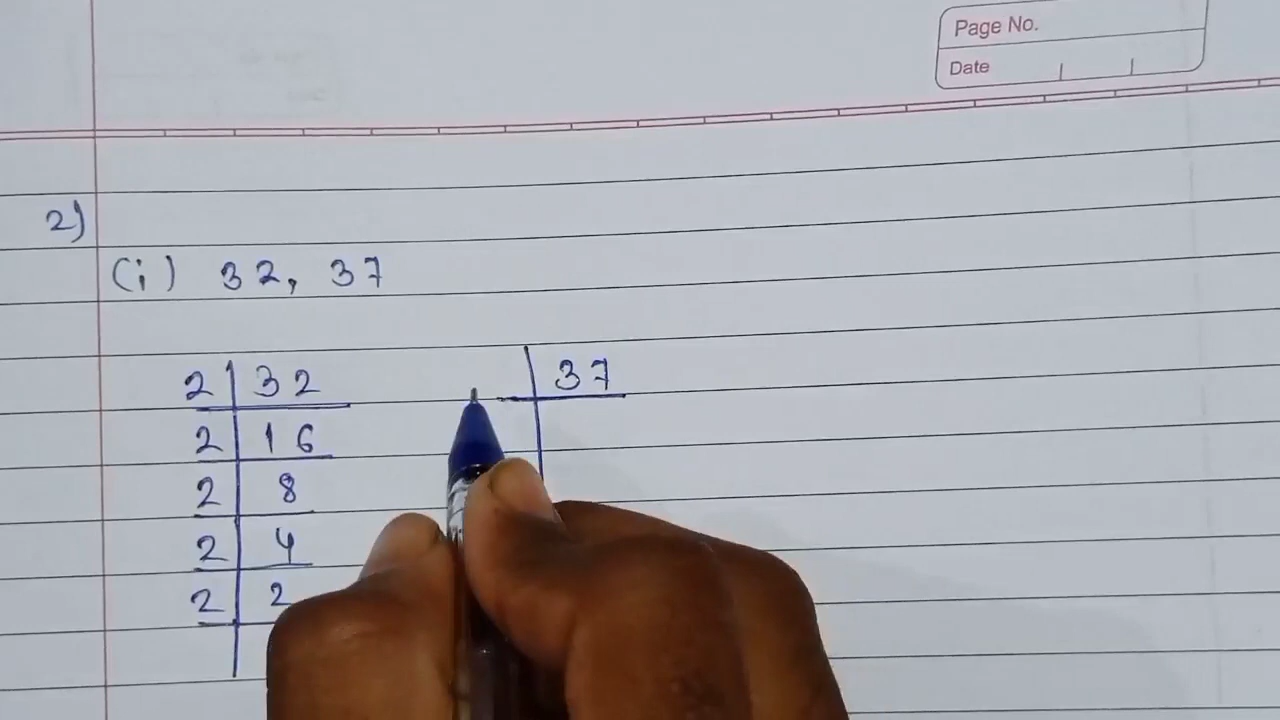 Page No.
Date
2)
(i) 32, 37
2 | 32
2 | 16
2 | 8
2 | 4
2 | 2
37